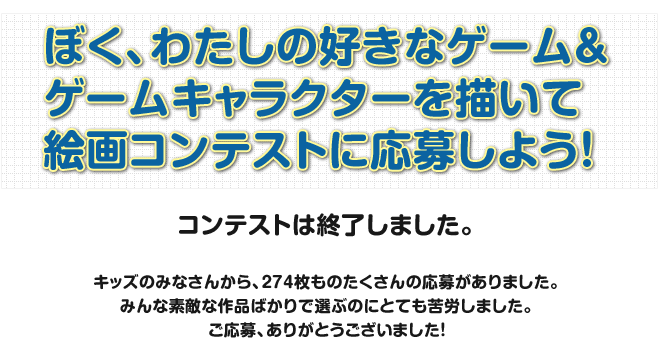 ぼく、わたしの好きなゲーム&
ゲームキャラクターを描いて
絵画コンテストに応募しよう!
コンテストは終了しました。
キッズのみなさんから、274枚ものたくさんの応募がありました。
みんな素敵な作品ばかりで選ぶのにとても苦労しました。
ご応募、ありがとうございました!